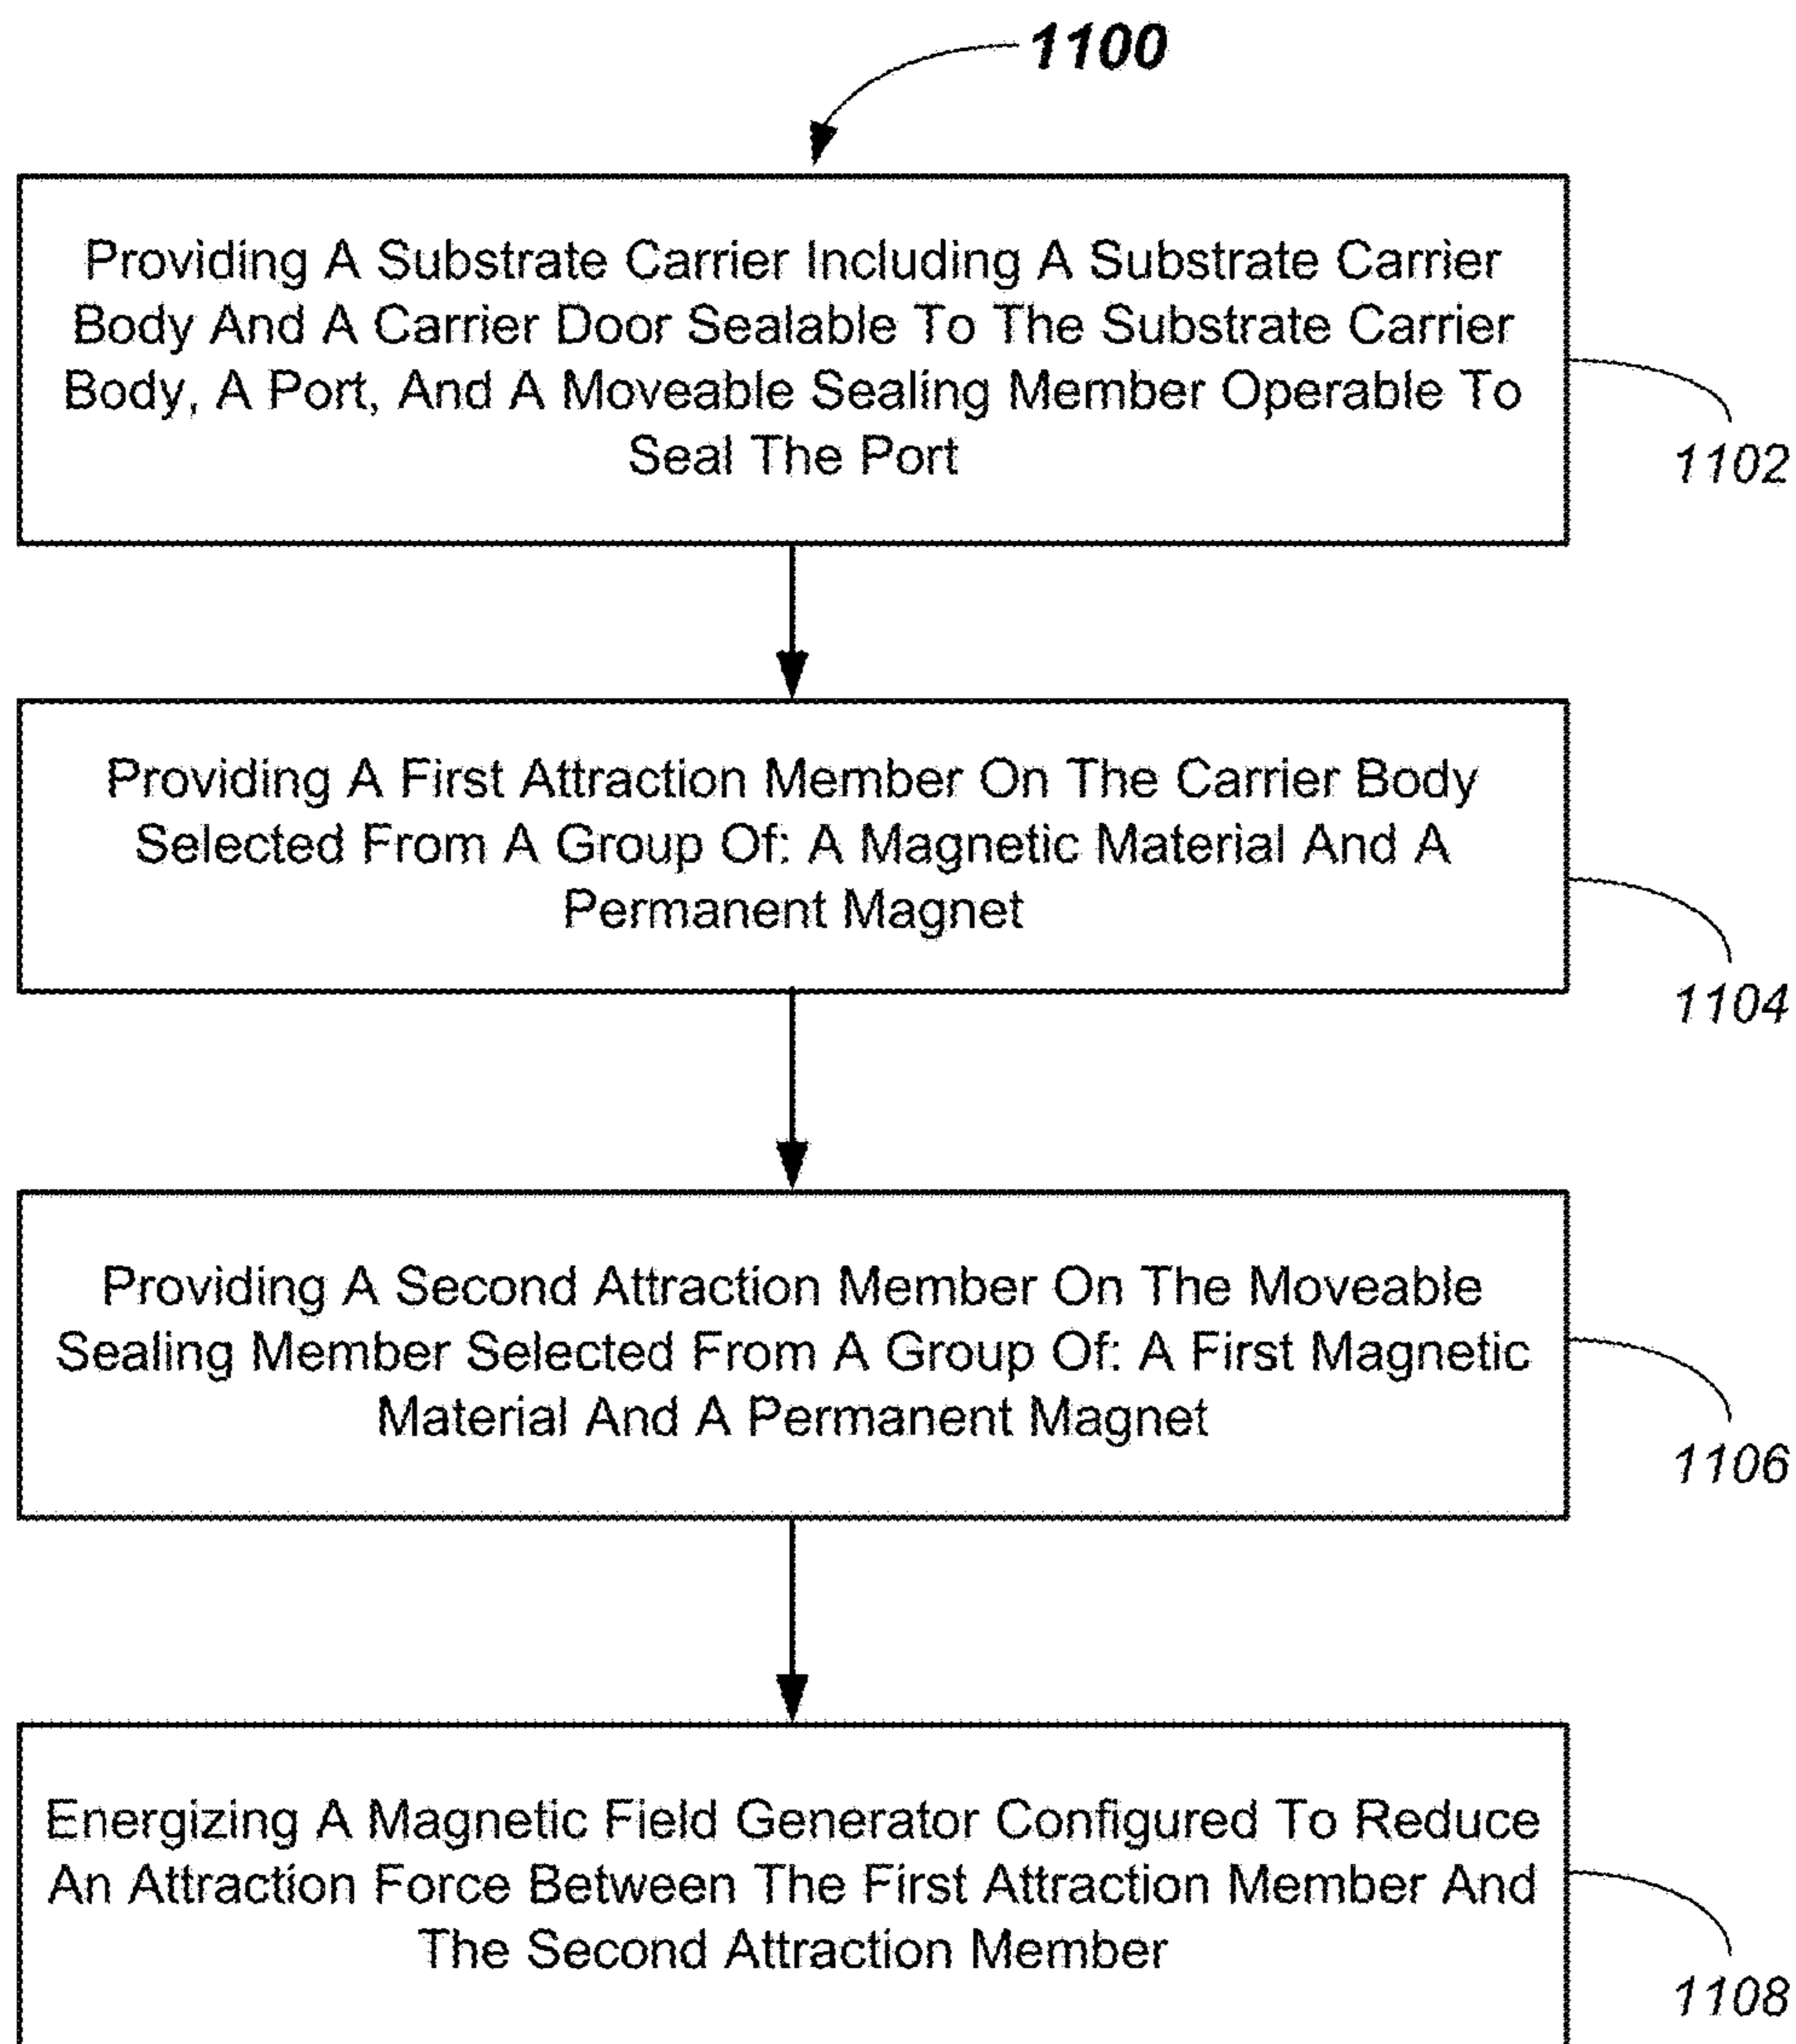 1100
Providing A Substrate Carrier Including A Substrate Carrier
Body And A Carrier Door Sealable To The Substrate Carrier
Body, A Port, And A Moveable Sealing Member Operable To
Seal The Port
1102
Providing A First Attraction Member On The Carrier Body
Selected From A Group Of: A Magnetic Material And A
Permanent Magnet
1104
Providing A Second Attraction Member On The Moveable
Sealing Member Selected From A Group Of: A First Magnetic
Material And A Permanent Magnet
1106
Energizing A Magnetic Field Generator Configured To Reduce
An Attraction Force Between The First Attraction Member And
The Second Attraction Member
1108